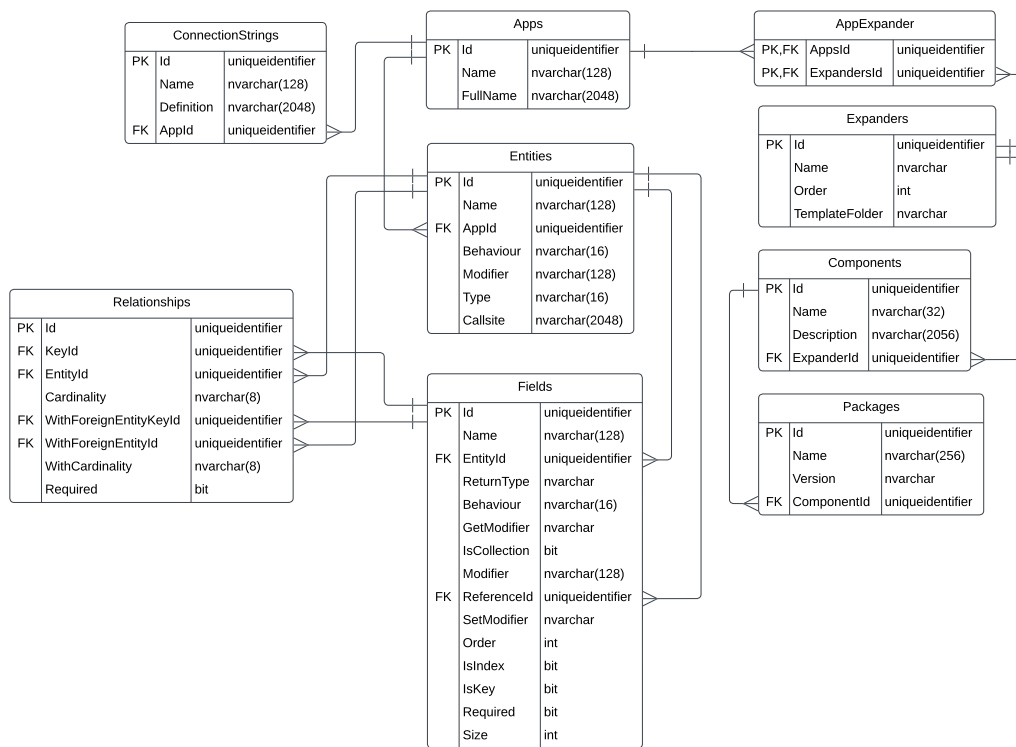 ConnectionStrings
PK Id uniqueidentifier
Name nvarchar(128)
Definition nvarchar(2048)
FK AppId uniqueidentifier
Apps
PK Id uniqueidentifier
Name nvarchar(128)
FullName nvarchar(2048)
AppExpander
PK,FK AppsId uniqueidentifier
PK,FK ExpandersId uniqueidentifier
Expanders
PK Id uniqueidentifier
Name nvarchar
Order int
TemplateFolder nvarchar
Entities
PK Id uniqueidentifier
Name nvarchar(128)
FK AppId uniqueidentifier
Behaviour nvarchar(16)
Modifier nvarchar(128)
Type nvarchar(16)
Callsite nvarchar(2048)
Components
PK Id uniqueidentifier
Name nvarchar(32)
Description nvarchar(2056)
FK ExpanderId uniqueidentifier
Relationships
PK Id uniqueidentifier
FK KeyId uniqueidentifier
FK EntityId uniqueidentifier
Cardinality nvarchar(8)
FK WithForeignEntityKeyId uniqueidentifier
FK WithForeignEntityId uniqueidentifier
WithCardinality nvarchar(8)
Required bit
Fields
PK Id uniqueidentifier
Name nvarchar(128)
FK EntityId uniqueidentifier
ReturnType nvarchar
Behaviour nvarchar(16)
GetModifier nvarchar
IsCollection bit
Modifier nvarchar(128)
FK ReferenceId uniqueidentifier
SetModifier nvarchar
Order int
IsIndex bit
IsKey bit
Required bit
Size int
Packages
PK Id uniqueidentifier
Name nvarchar(256)
Version nvarchar
FK ComponentId uniqueidentifier